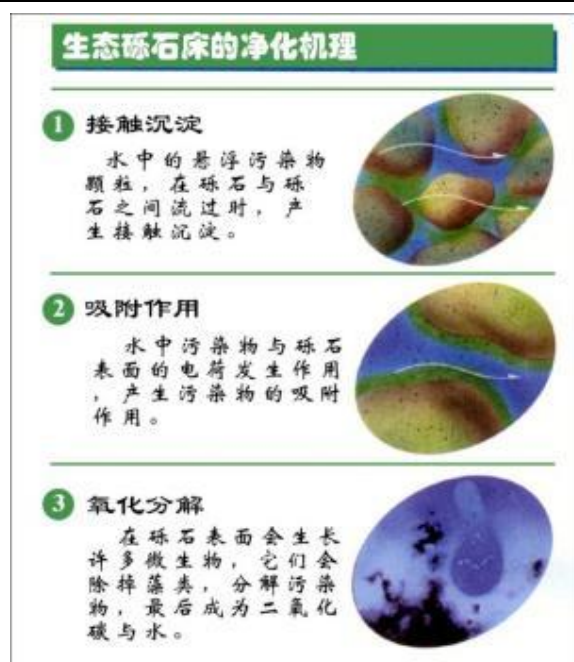 生态砾石床的净化机理
1 接触沉淀
水中的悬浮污染物
颗粒，在砾石与砾
石之间流过时，产
生接触沉淀。
2 吸附作用
水中污染物与砾石
表面的电荷发生作用
，产生污染物的吸附
作用。
3 氧化分解
在砾石表面会生长
许多微生物，它们会
除掉藻类，分解污染
物，最后成为二氧化
碳与水。